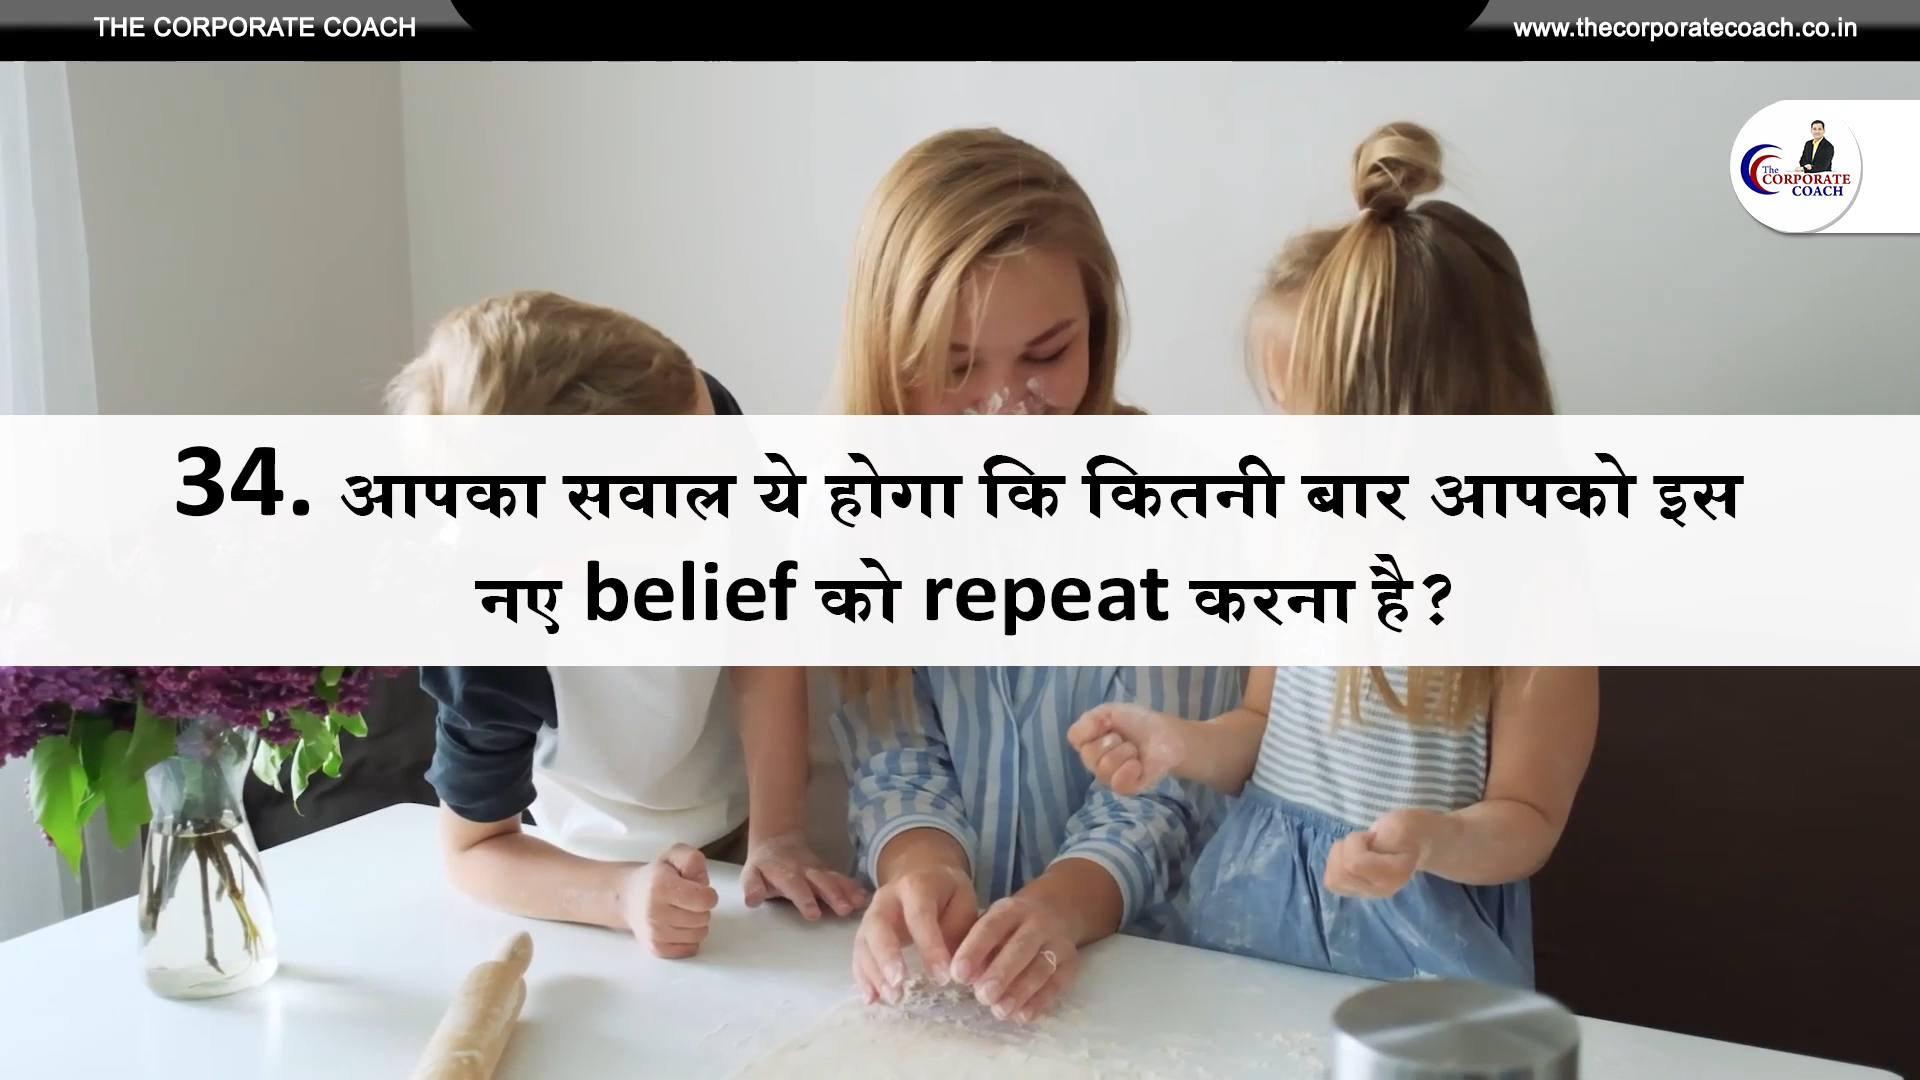 THE CORPORATE COACH
www.thecorporatecoach.co.in
The
CORPORATE
COACH
34. आपका सवाल ये होगा कि कितनी बार आपको इस
नए belief को repeat करना है?